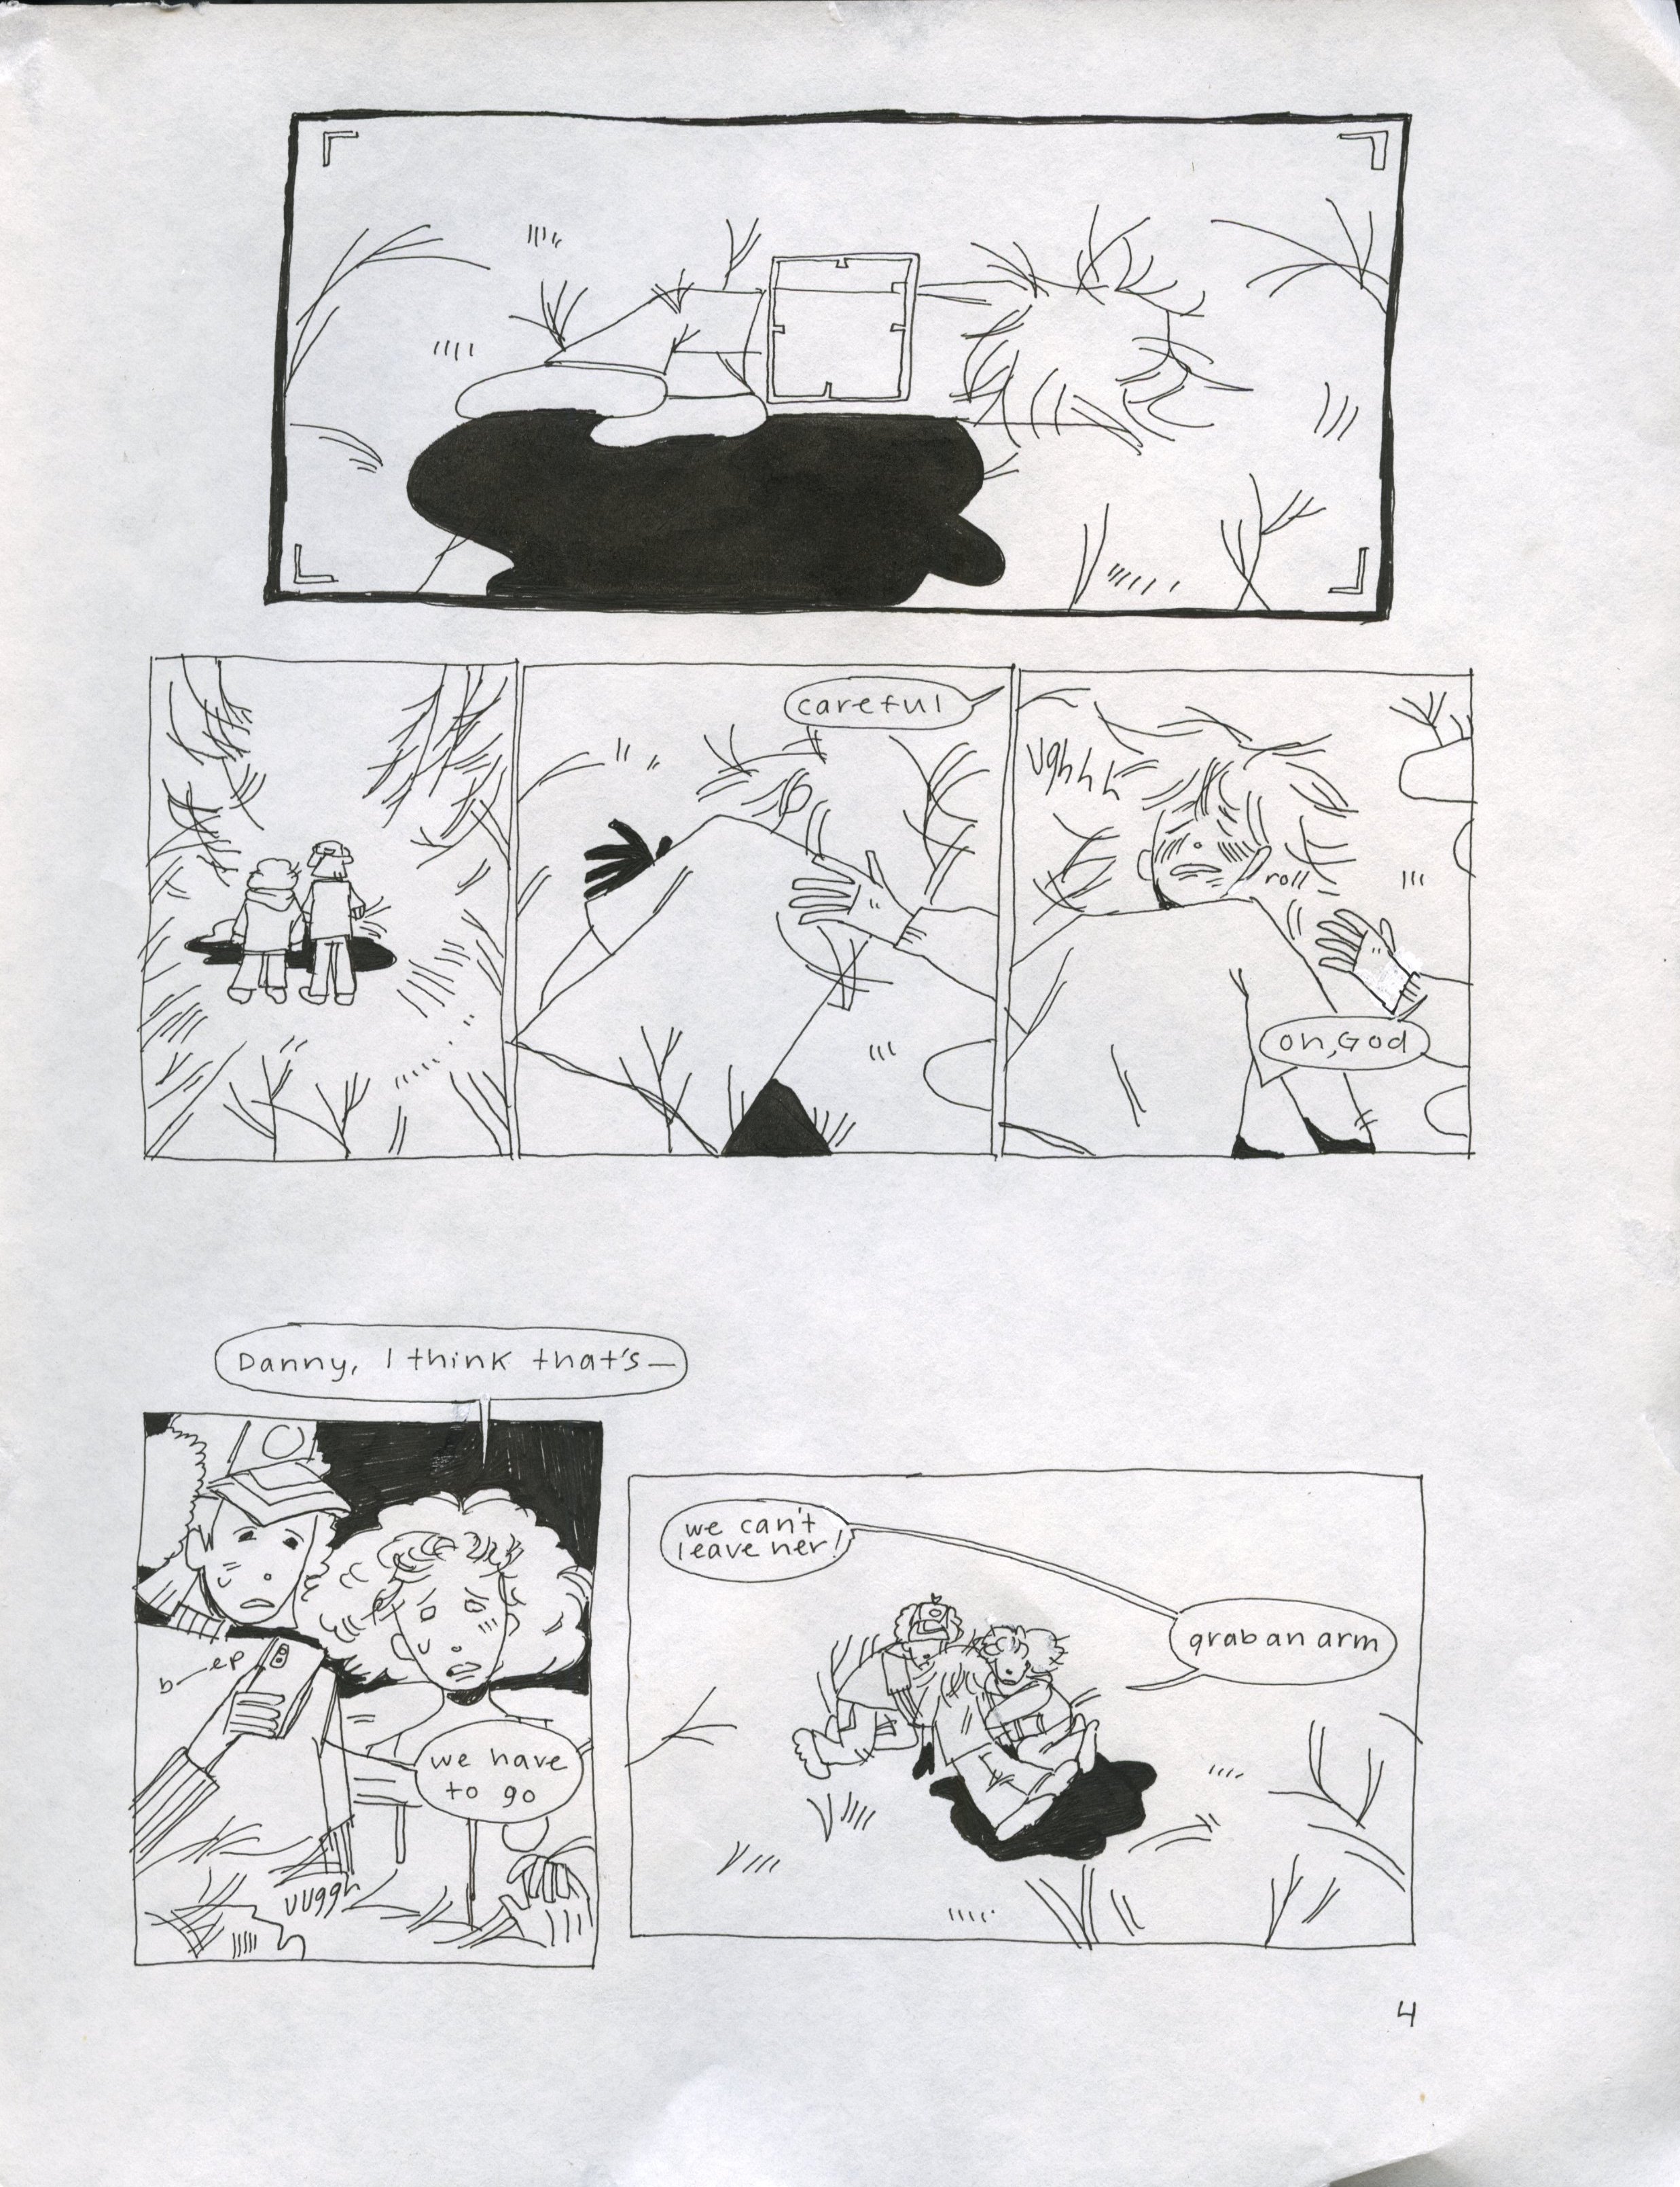 careful
ughhh
roll
oh, God
Danny, I think that's—
b—ep
we have
to go
uuggh
we can't
leave her!
grab an arm
4